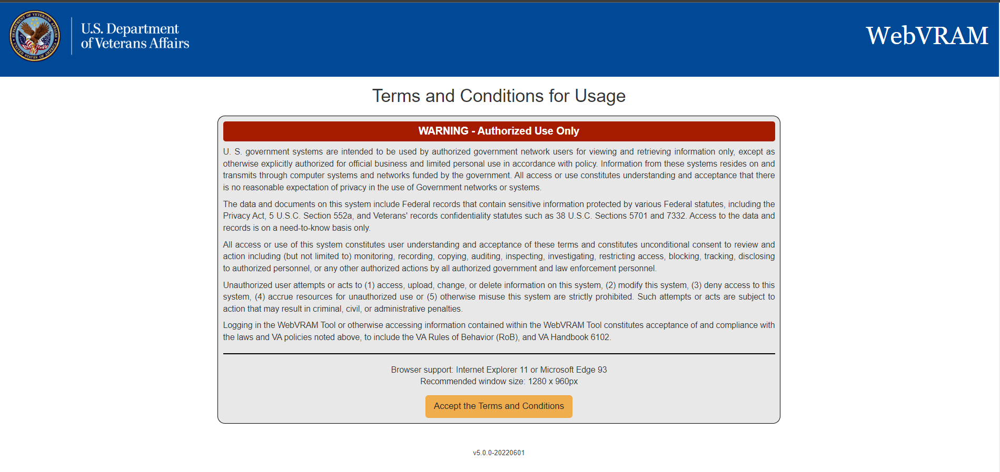 U.S. Department
of Veterans Affairs
WebVRAM
Terms and Conditions for Usage
WARNING - Authorized Use Only
U. S. government systems are intended to be used by authorized government network users for viewing and retrieving information only, except as
otherwise explicitly authorized for official business and limited personal use in accordance with policy. Information from these systems resides on and
transmits through computer systems and networks funded by the government. All access or use constitutes understanding and acceptance that there
is no reasonable expectation of privacy in the use of Government networks or systems.
The data and documents on this system include Federal records that contain sensitive information protected by various Federal statutes, including the
Privacy Act, 5 U.S.C. Section 552a, and Veterans' records confidentiality statutes such as 38 U.S.C. Sections 5701 and 7332. Access to the data and
records is on a need-to-know basis only.
All access or use of this system constitutes user understanding and acceptance of these terms and constitutes unconditional consent to review and
action including (but not limited to) monitoring, recording, copying, auditing, inspecting, investigating, restricting access, blocking, tracking, disclosing
to authorized personnel, or any other authorized actions by all authorized government and law enforcement personnel.
Unauthorized user attempts or acts to (1) access, upload, change, or delete information on this system, (2) modify this system, (3) deny access to this
system, (4) accrue resources for unauthorized use or (5) otherwise misuse this system are strictly prohibited. Such attempts or acts are subject to
action that may result in criminal, civil, or administrative penalties.
Logging in the WebVRAM Tool or otherwise accessing information contained within the WebVRAM Tool constitutes acceptance of and compliance with
the laws and VA policies noted above, to include the VA Rules of Behavior (RoB), and VA Handbook 6102.
Browser support: Internet Explorer 11 or Microsoft Edge 93
Recommended window size: 1280 x 960px
Accept the Terms and Conditions
v5.0.0-20220601
DEPARTMENT OF VETERANS AFFAIRS
UNITED STATES OF AMERICA